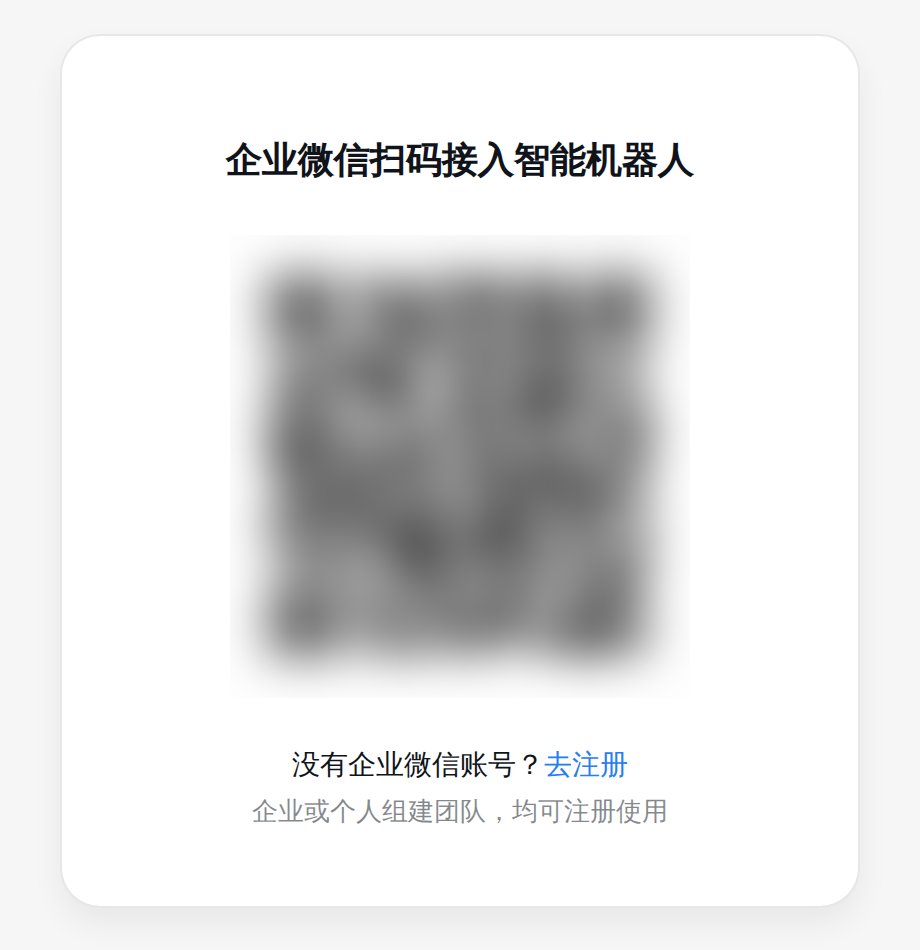 企业微信扫码接入智能机器人
没有企业微信账号？去注册
企业或个人组建团队，均可注册使用